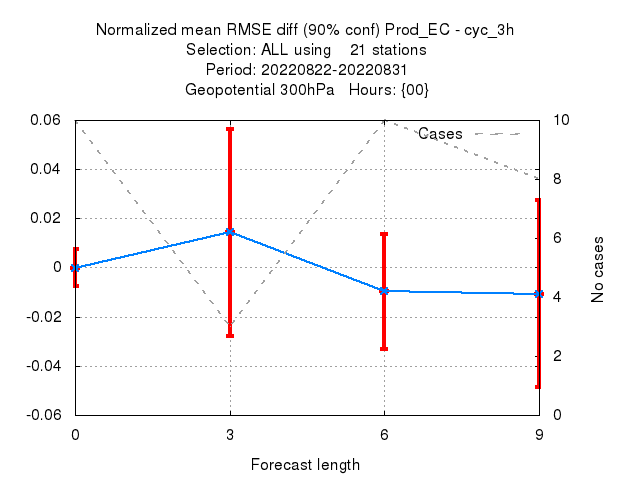 Normalized mean RMSE diff (90% conf) Prod_EC - cyc_3h
Selection: ALL using    21 stations
Period: 20220822-20220831
Geopotential 300hPa   Hours: {00}
Cases
0.06
0.04
0.02
0
-0.02
-0.04
-0.06
10
8
6
4
2
0
No cases
0 3 6 9
Forecast length